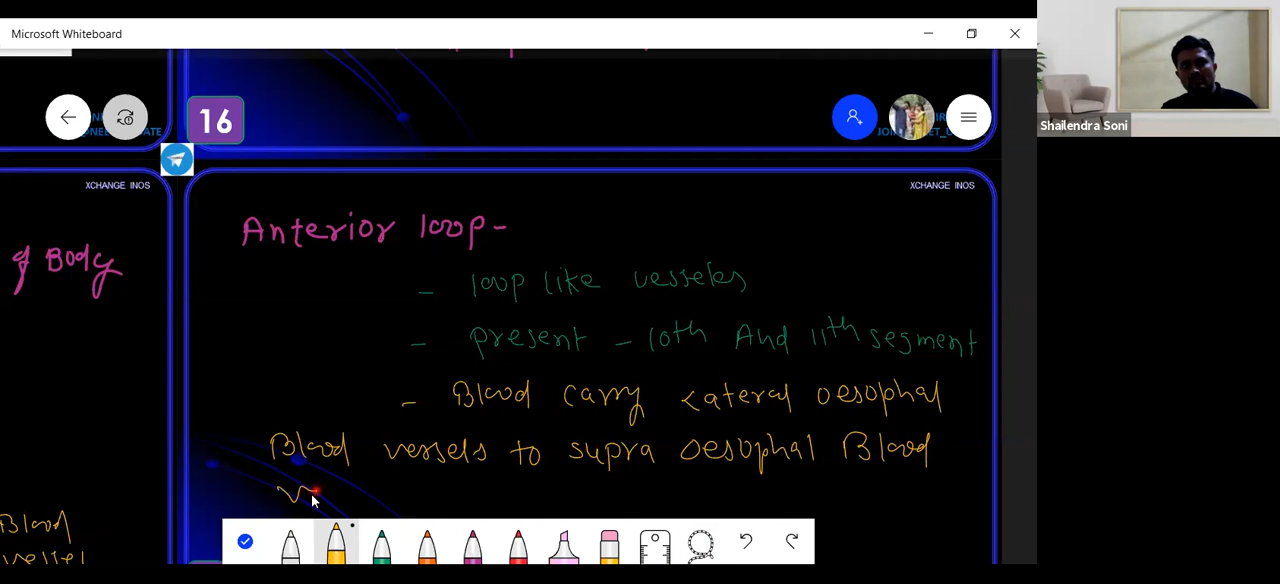 Microsoft Whiteboard
16
Shailendra Soni
XCHANGE INOS
XCHANGE INOS
Anterior loop-
of Body
- loop like vesseles
- present - 10th And 11th segment
- Blood carry Lateral oesophal
Blood vessels to supra oesophal Blood
Blood
vessel